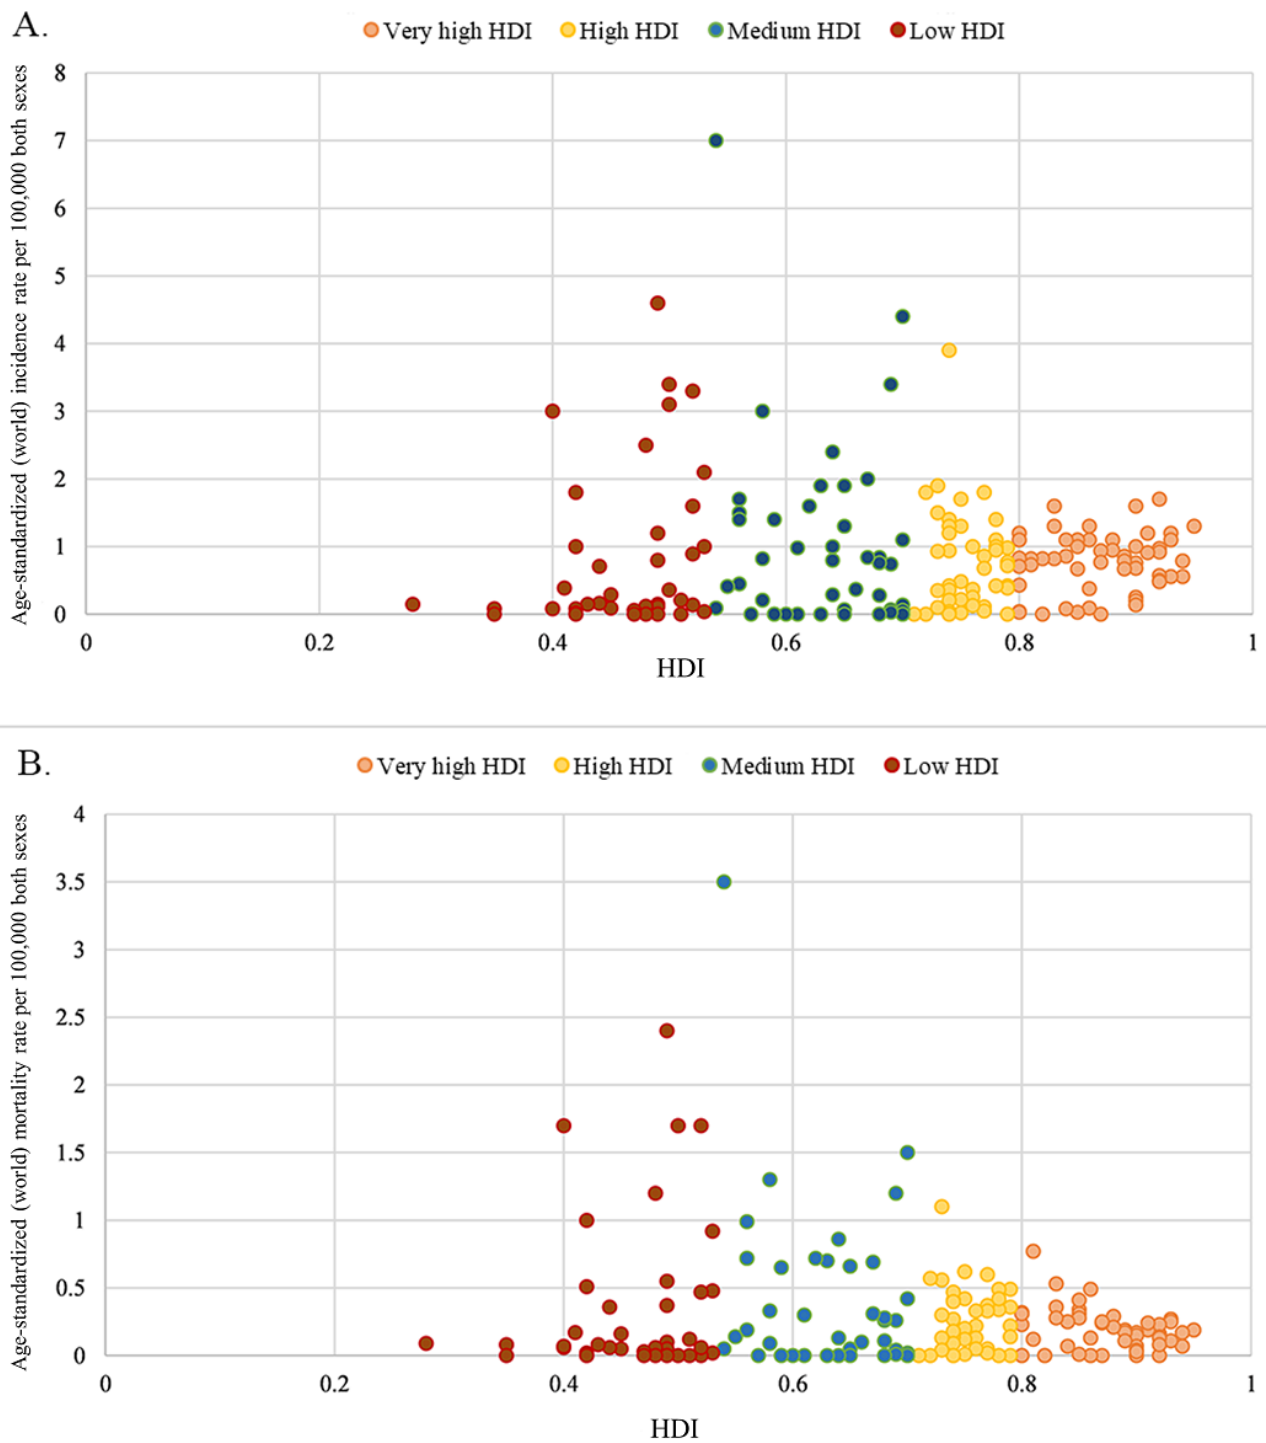 A.
Very high HDI High HDI Medium HDI Low HDI
Age-standardized (world) incidence rate per 100,000 both sexes
8
7
6
5
4
3
2
1
0
0 0.2 0.4 0.6 0.8 1
HDI
B.
Very high HDI High HDI Medium HDI Low HDI
Age-standardized (world) mortality rate per 100,000 both sexes
4
3.5
3
2.5
2
1.5
1
0.5
0
0 0.2 0.4 0.6 0.8 1
HDI